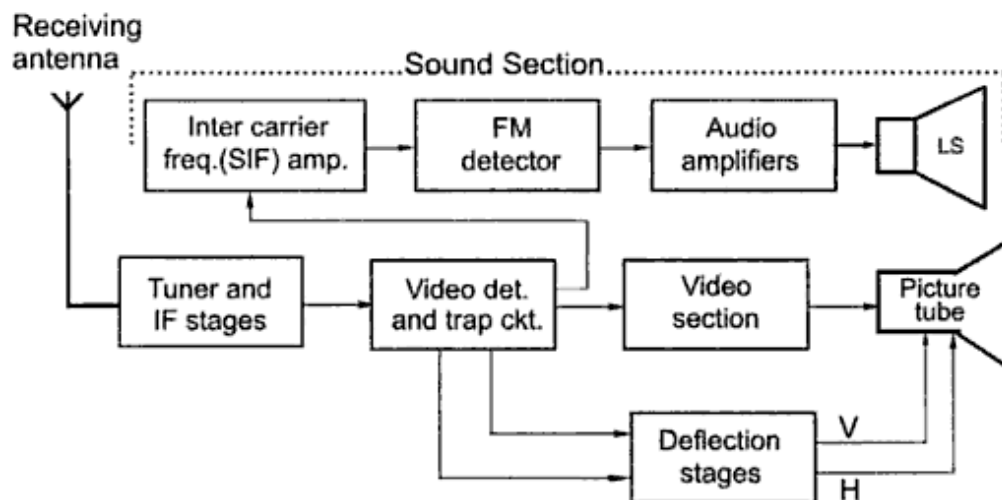 Receiving
antenna
Sound Section
Inter carrier
freq.(SIF) amp.
FM
detector
Audio
amplifiers
LS
Tuner and
IF stages
Video det.
and trap ckt.
Video
section
Picture
tube
Deflection
stages
V
H